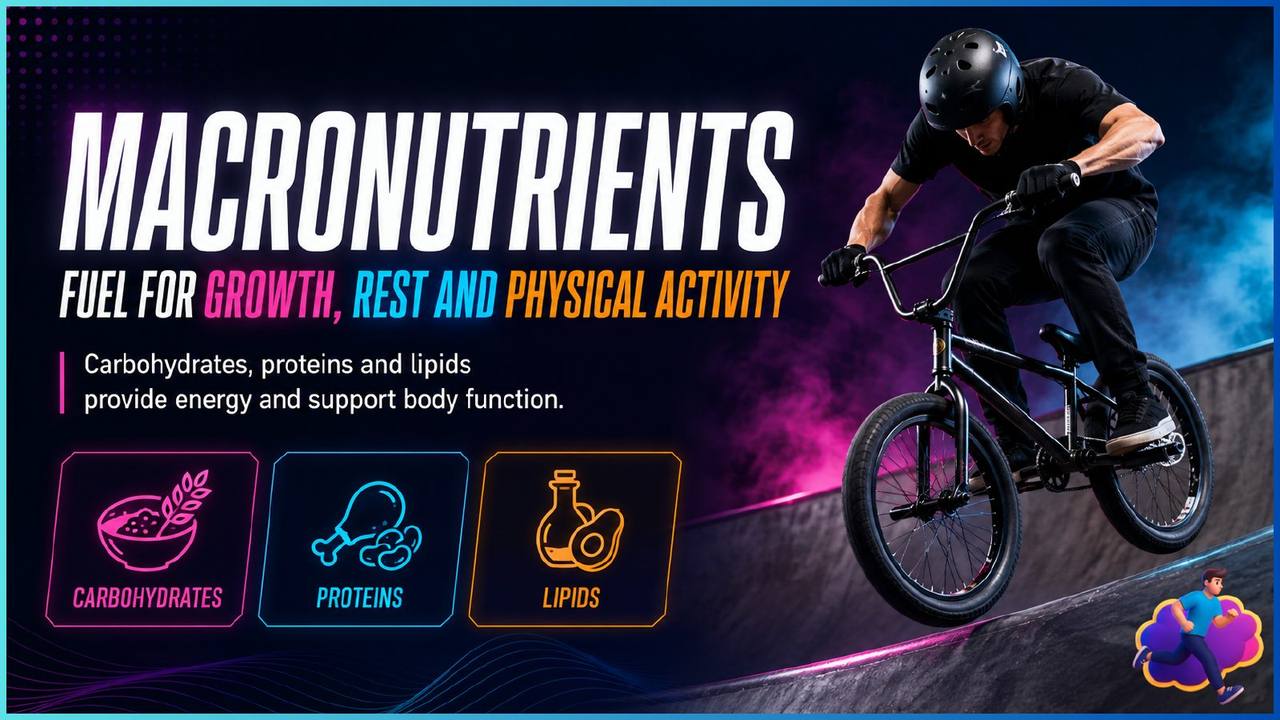 MACRONUTRIENTS
FUEL FOR GROWTH, REST AND PHYSICAL ACTIVITY
Carbohydrates, proteins and lipids
provide energy and support body function.
CARBOHYDRATES
PROTEINS
LIPIDS